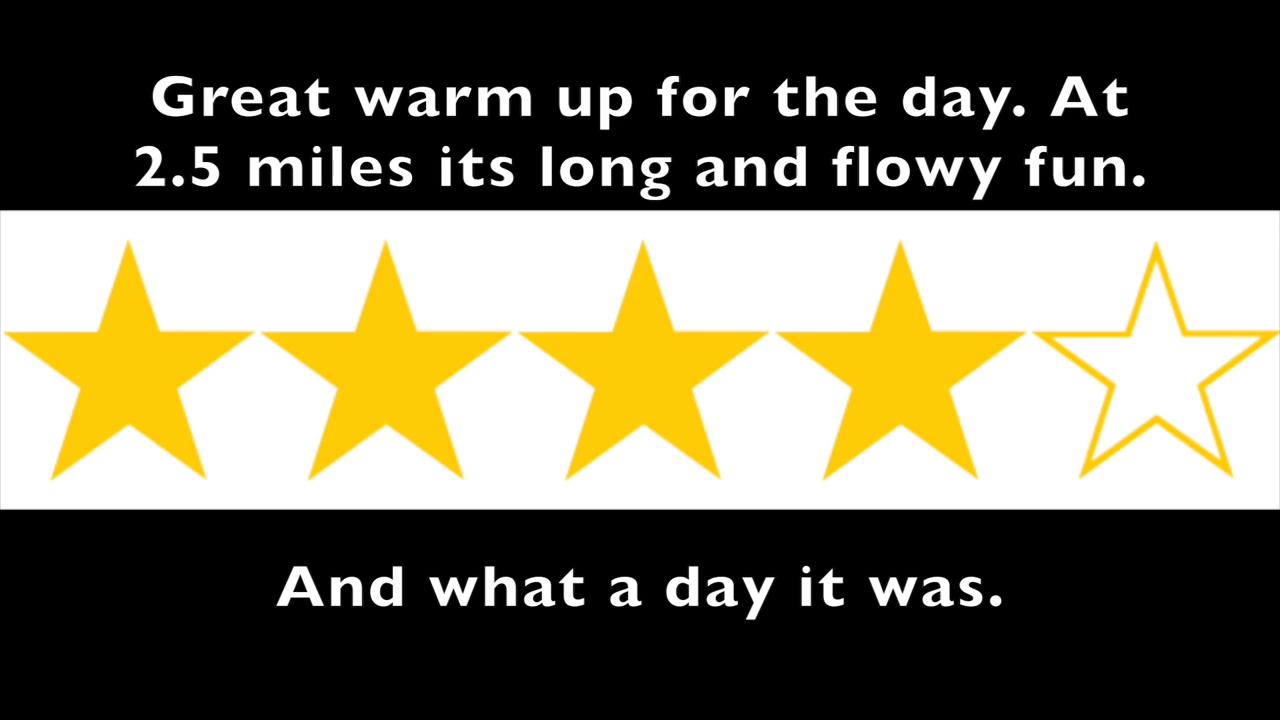 Great warm up for the day. At
2.5 miles its long and flowy fun.
And what a day it was.